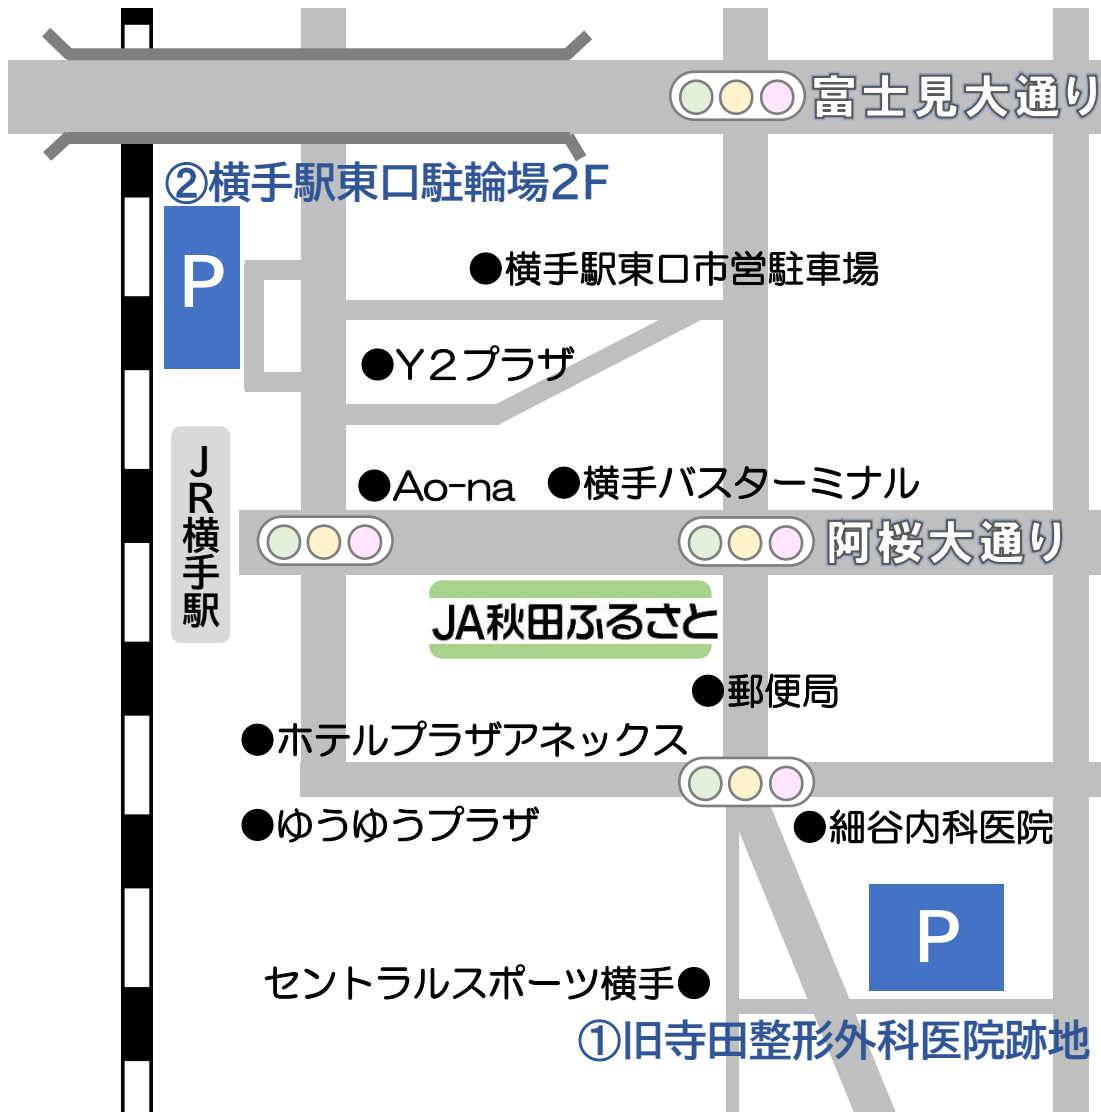 富士見大通り
②横手駅東口駐輪場2F
P
●横手駅東口市営駐車場
●Y2プラザ
JR横手駅
●Ao-na
●横手バスターミナル
阿桜大通り
JA秋田ふるさと
●郵便局
●ホテルプラザアネックス
●ゆうゆうプラザ
●細谷内科医院
P
セントラルスポーツ横手●
①旧寺田整形外科医院跡地